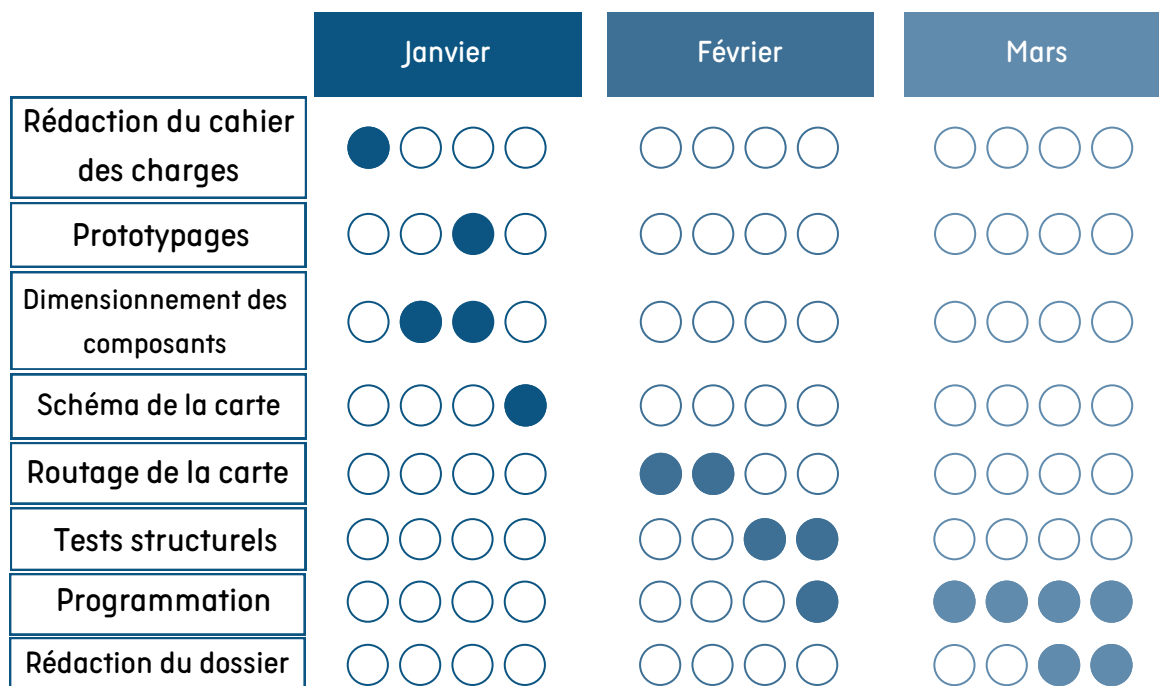 Janvier
Février
Mars
Rédaction du cahier
des charges
Prototypages
Dimensionnement des
composants
Schéma de la carte
Routage de la carte
Tests structurels
Programmation
Rédaction du dossier